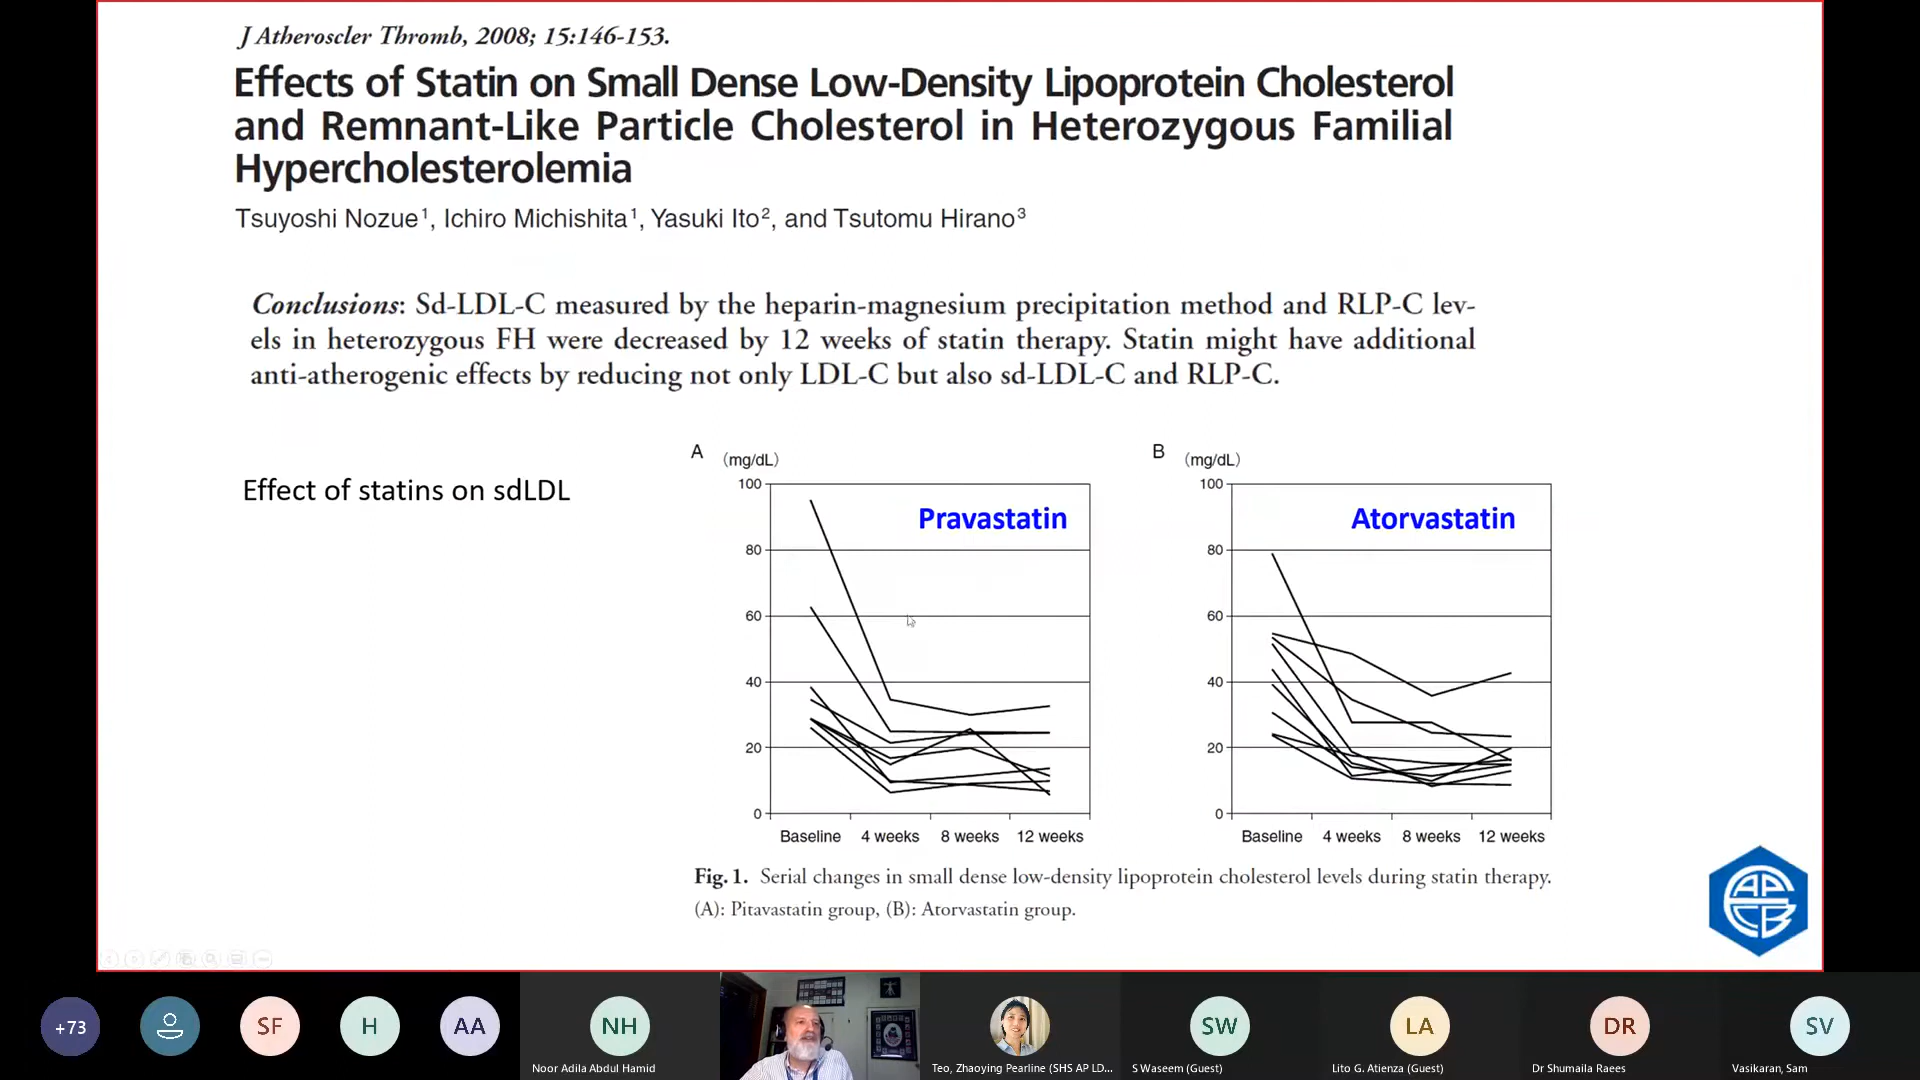 J Atheroscler Thromb, 2008; 15:146-153.
Effects of Statin on Small Dense Low-Density Lipoprotein Cholesterol
and Remnant-Like Particle Cholesterol in Heterozygous Familial
Hypercholesterolemia
Tsuyoshi Nozue¹, Ichiro Michishita¹, Yasuki Ito², and Tsutomu Hirano³
Conclusions: Sd-LDL-C measured by the heparin-magnesium precipitation method and RLP-C lev-
els in heterozygous FH were decreased by 12 weeks of statin therapy. Statin might have additional
anti-atherogenic effects by reducing not only LDL-C but also sd-LDL-C and RLP-C.
Effect of statins on sdLDL
A
(mg/dL)
Pravastatin
100
80
60
40
20
0
Baseline 4 weeks 8 weeks 12 weeks
B
(mg/dL)
Atorvastatin
100
80
60
40
20
0
Baseline 4 weeks 8 weeks 12 weeks
Fig. 1. Serial changes in small dense low-density lipoprotein cholesterol levels during statin therapy.
(A): Pitavastatin group, (B): Atorvastatin group.
APFCB
+73
SF
H
AA
NH
Noor Adila Abdul Hamid
Teo, Zhaoying Pearline (SHS AP LD...
SW
S Waseem (Guest)
LA
Lito G. Atienza (Guest)
DR
Dr Shumaila Raees
SV
Vasikaran, Sam